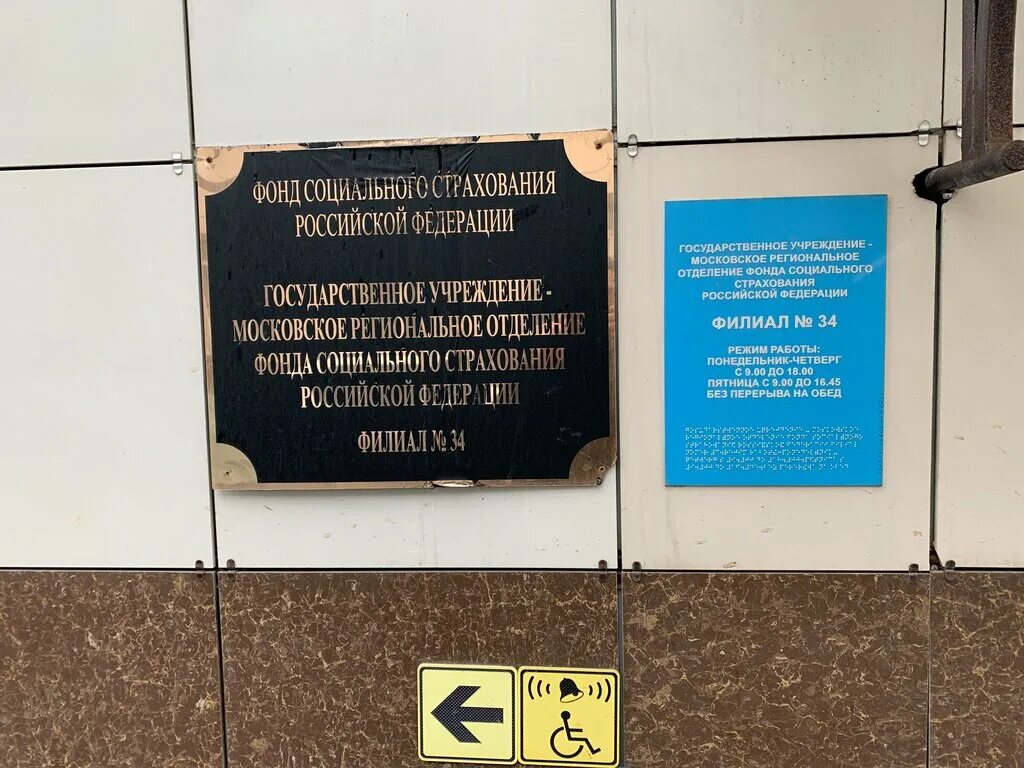 ФОНД СОЦИАЛЬНОГО СТРАХОВАНИЯ
РОССИЙСКОЙ ФЕДЕРАЦИИ
ГОСУДАРСТВЕННОЕ УЧРЕЖДЕНИЕ -
МОСКОВСКОЕ РЕГИОНАЛЬНОЕ ОТДЕЛЕНИЕ
ФОНДА СОЦИАЛЬНОГО СТРАХОВАНИЯ
РОССИЙСКОЙ ФЕДЕРАЦИИ
ФИЛИАЛ № 34
ГОСУДАРСТВЕННОЕ УЧРЕЖДЕНИЕ -
МОСКОВСКОЕ РЕГИОНАЛЬНОЕ
ОТДЕЛЕНИЕ ФОНДА СОЦИАЛЬНОГО
СТРАХОВАНИЯ
РОССИЙСКОЙ ФЕДЕРАЦИИ
ФИЛИАЛ № 34
РЕЖИМ РАБОТЫ:
ПОНЕДЕЛЬНИК-ЧЕТВЕРГ
С 9.00 ДО 18.00
ПЯТНИЦА С 9.00 ДО 16.45
БЕЗ ПЕРЕРЫВА НА ОБЕД